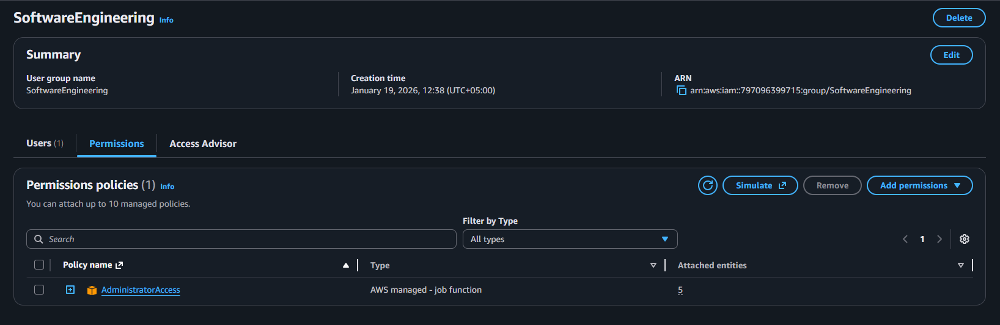 SoftwareEngineering Info
Delete
Summary
Edit
User group name
SoftwareEngineering
Creation time
January 19, 2026, 12:38 (UTC+05:00)
ARN
arn:aws:iam::797096399715:group/SoftwareEngineering
Users (1)
Permissions
Access Advisor
Permissions policies (1) Info
Simulate
Remove
Add permissions
You can attach up to 10 managed policies.
Filter by Type
Search
All types
1
Policy name
Type
Attached entities
AdministratorAccess
AWS managed - job function
5